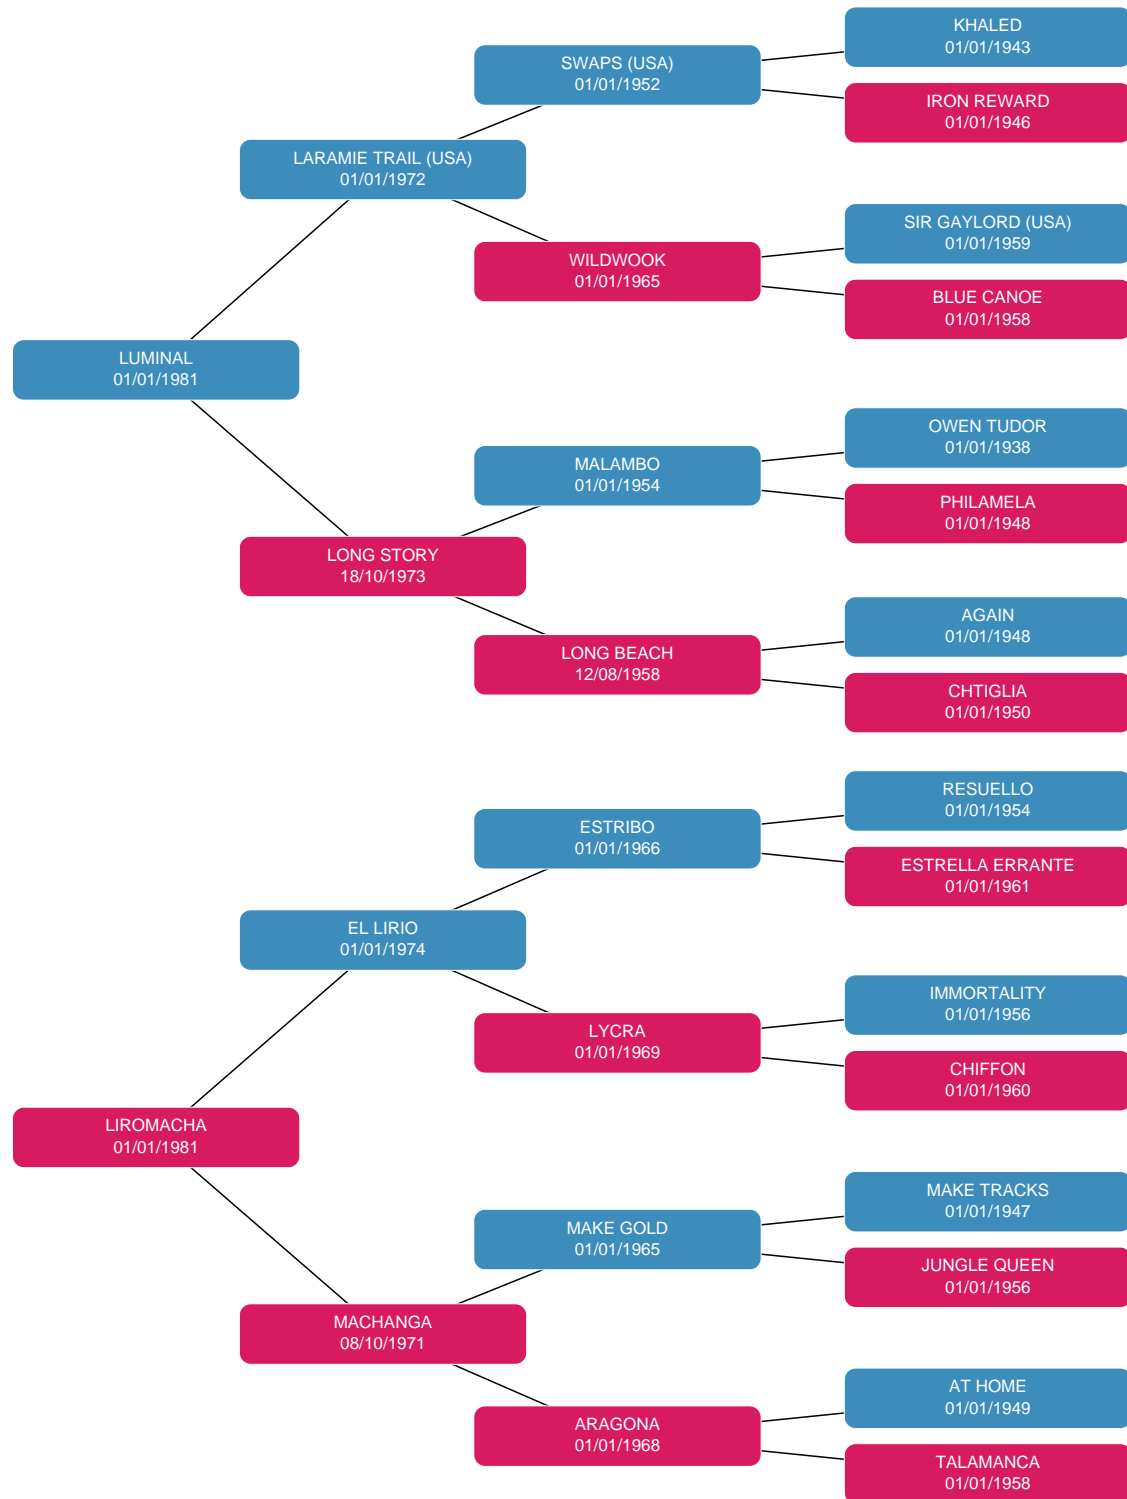 KHALED
01/01/1943
SWAPS (USA)
01/01/1952
IRON REWARD
01/01/1946
LARAMIE TRAIL (USA)
01/01/1972
SIR GAYLORD (USA)
01/01/1959
WILDWOOK
01/01/1965
BLUE CANOE
01/01/1958
LUMINAL
01/01/1981
OWEN TUDOR
01/01/1938
MALAMBO
01/01/1954
PHILAMELA
01/01/1948
LONG STORY
18/10/1973
AGAIN
01/01/1948
LONG BEACH
12/08/1958
CHTIGLIA
01/01/1950
RESUELLO
01/01/1954
ESTRIBO
01/01/1966
ESTRELLA ERRANTE
01/01/1961
EL LIRIO
01/01/1974
IMMORTALITY
01/01/1956
LYCRA
01/01/1969
CHIFFON
01/01/1960
LIROMACHA
01/01/1981
MAKE TRACKS
01/01/1947
MAKE GOLD
01/01/1965
JUNGLE QUEEN
01/01/1956
MACHANGA
08/10/1971
AT HOME
01/01/1949
ARAGONA
01/01/1968
TALAMANCA
01/01/1958